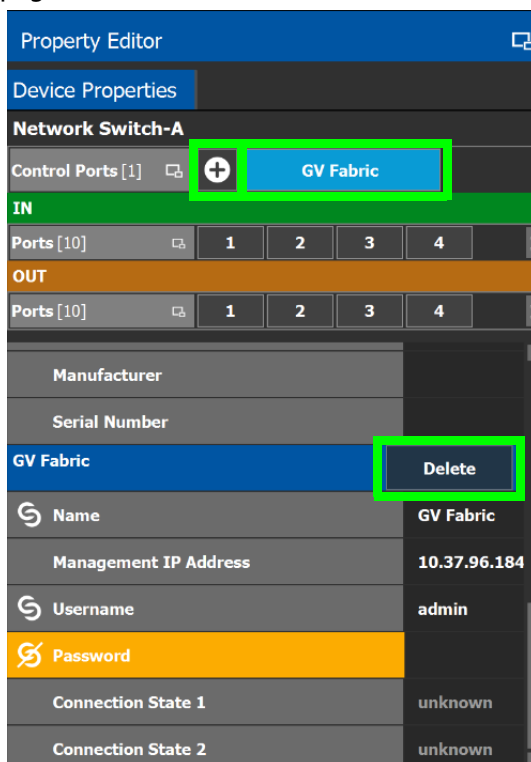 Property Editor
Device Properties
Network Switch-A
Control Ports [1] GV Fabric
IN
Ports [10] 1 2 3 4
OUT
Ports [10] 1 2 3 4
Manufacturer
Serial Number
GV Fabric Delete
Name GV Fabric
Management IP Address 10.37.96.184
Username admin
Password
Connection State 1 unknown
Connection State 2 unknown